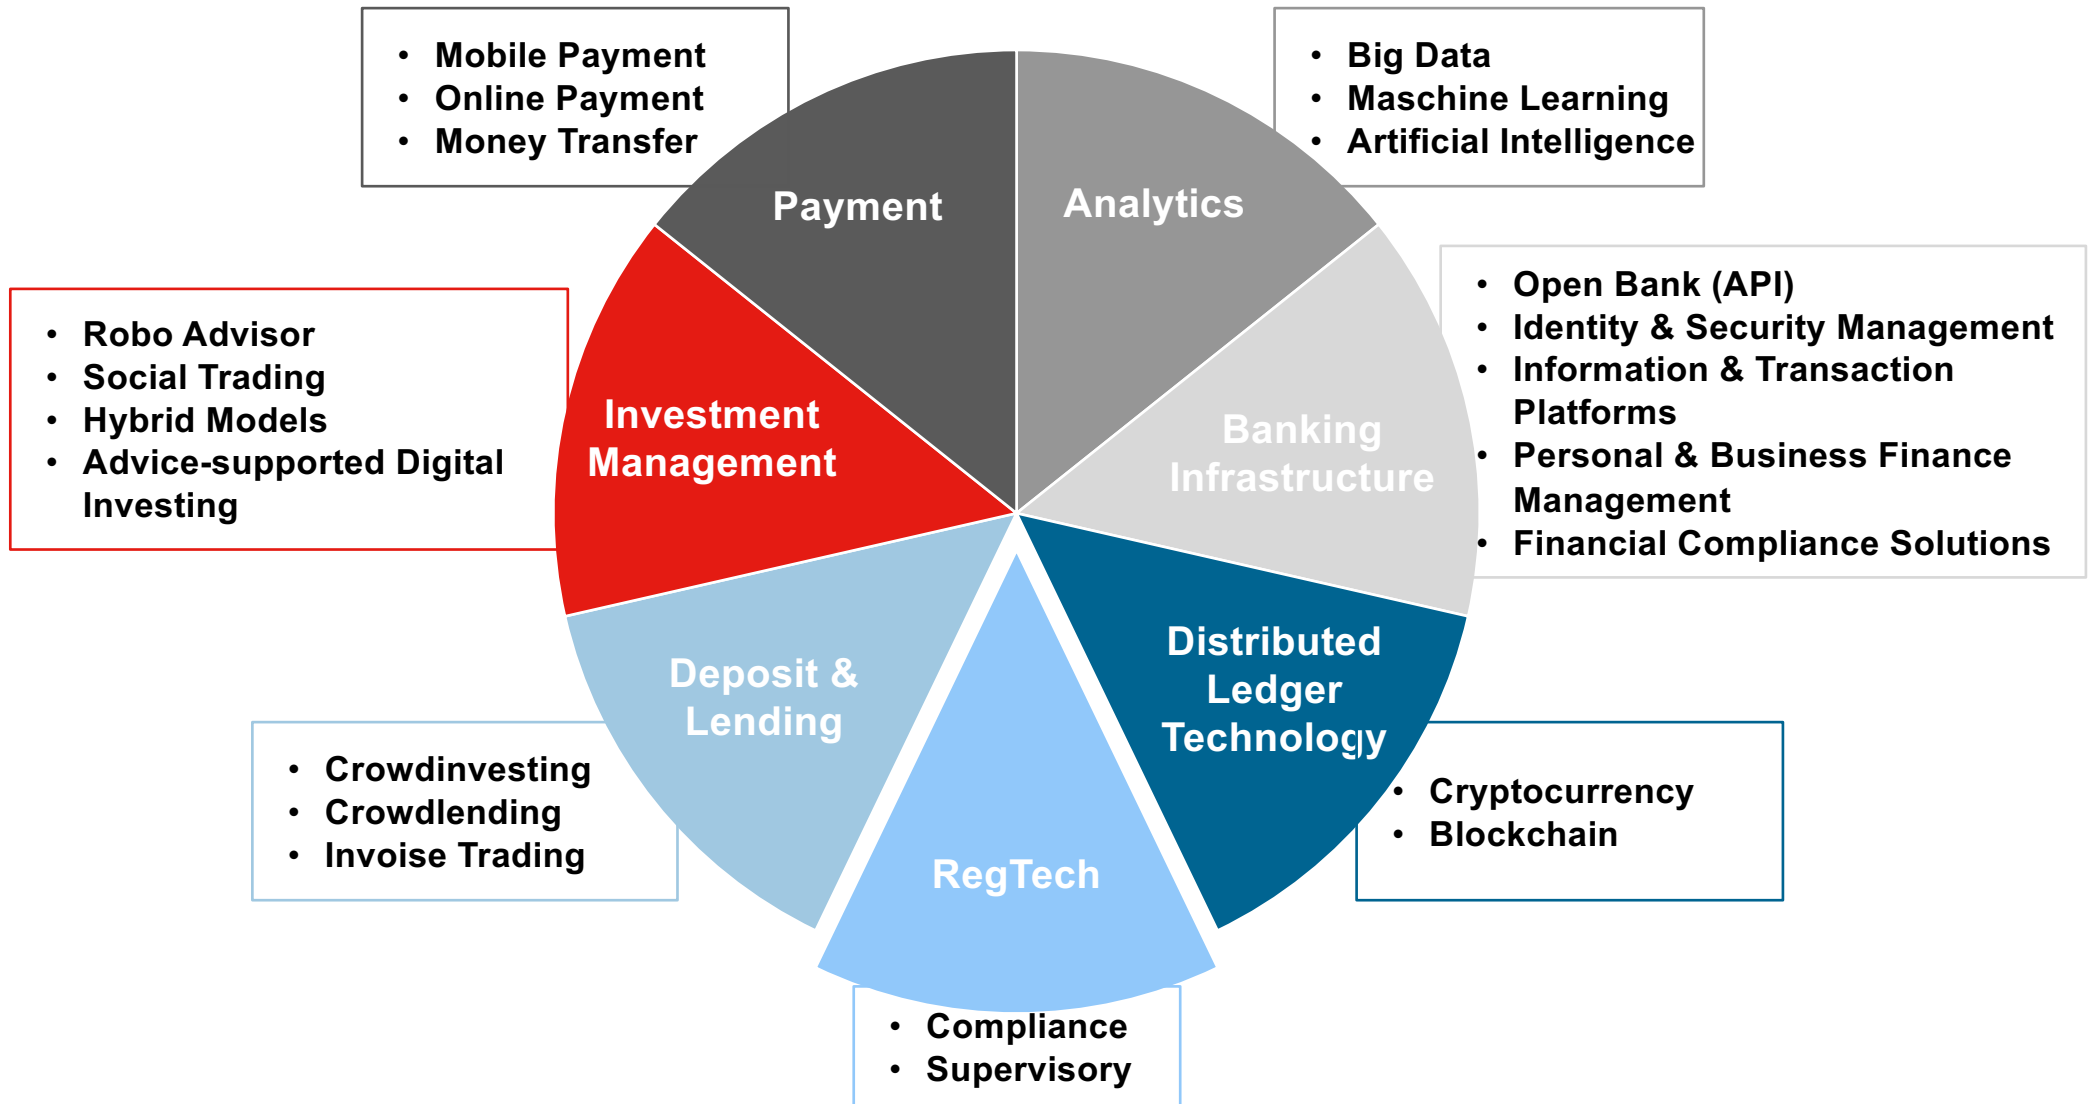 • Mobile Payment
• Online Payment
• Money Transfer
• Big Data
• Maschine Learning
• Artificial Intelligence
Payment
Analytics
• Robo Advisor
• Social Trading
• Hybrid Models
• Advice-supported Digital
Investing
Investment
Management
Banking
Infrastructure
• Open Bank (API)
• Identity & Security Management
• Information & Transaction
Platforms
• Personal & Business Finance
Management
• Financial Compliance Solutions
Deposit &
Lending
Distributed
Ledger
Technology
• Crowdinvesting
• Crowdlending
• Invoise Trading
RegTech
• Cryptocurrency
• Blockchain
• Compliance
• Supervisory